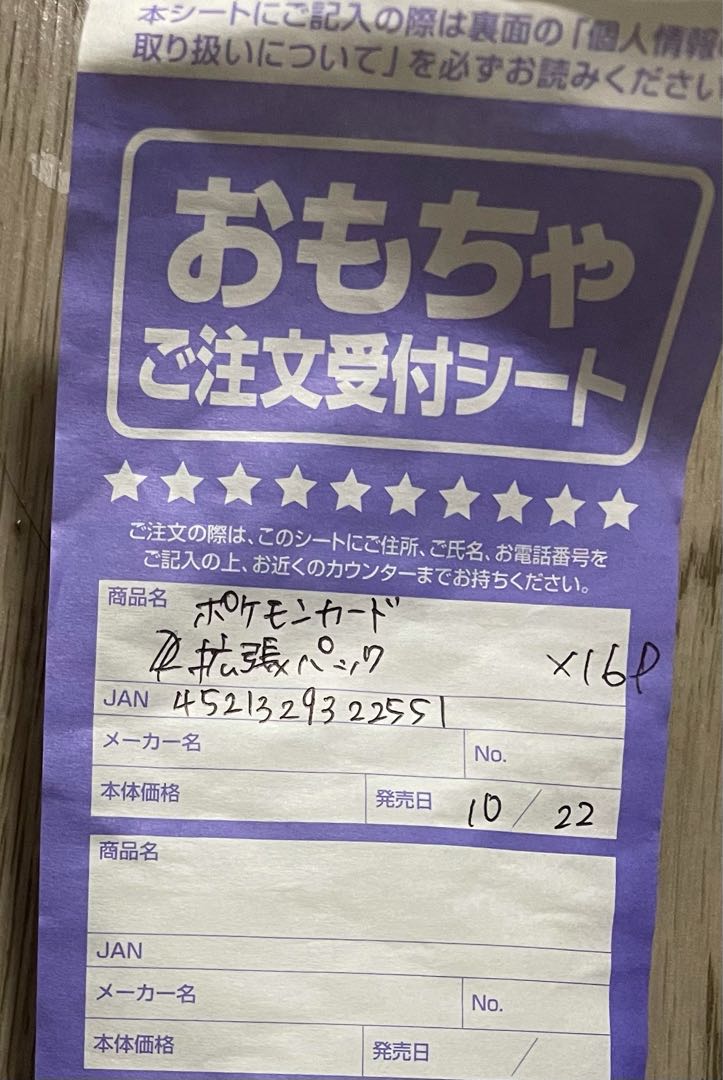 本シートにご記入の際は裏面の「個人情報
取り扱いについて」を必ずお読みください
おもちゃ
ご注文受付シート
ご注文の際は、このシートにご住所、ご氏名、お電話番号を
ご記入の上、お近くのカウンターまでお持ちください。
商品名 ポケモンカード
拡張パック ×16P
JAN 4521329322551
メーカー名 No.
本体価格 発売日 10/22
商品名
JAN
メーカー名 No.
本体価格 発売日 /